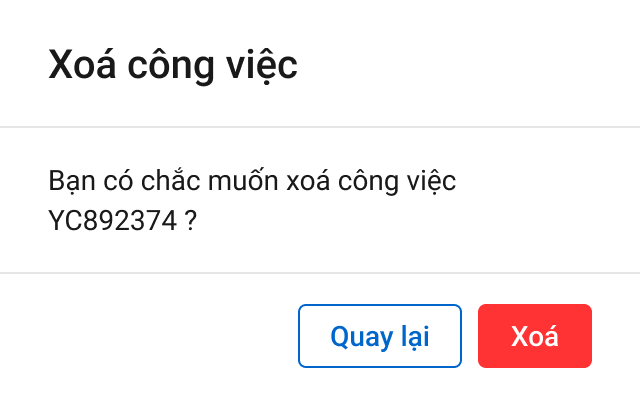 Xoá công việc
Bạn có chắc muốn xoá công việc
YC892374 ?
Quay lại
Xoá